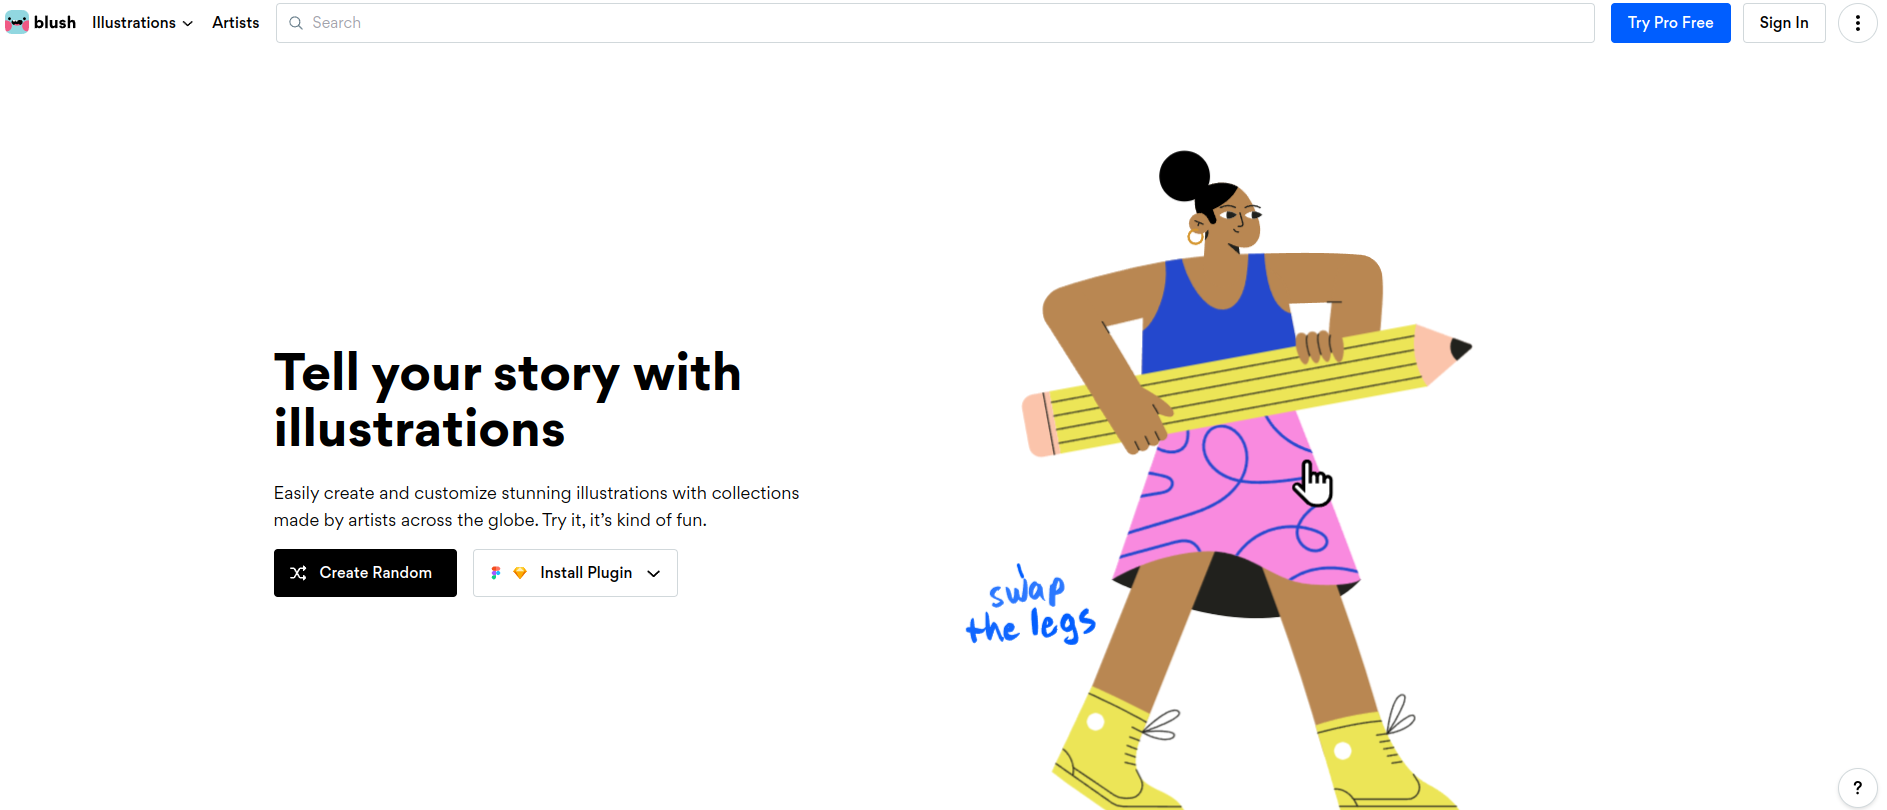 blush
Illustrations
Artists
Search
Try Pro Free
Sign In
Tell your story with
illustrations
Easily create and customize stunning illustrations with collections
made by artists across the globe. Try it, it’s kind of fun.
Create Random
Install Plugin
swap
the legs
?